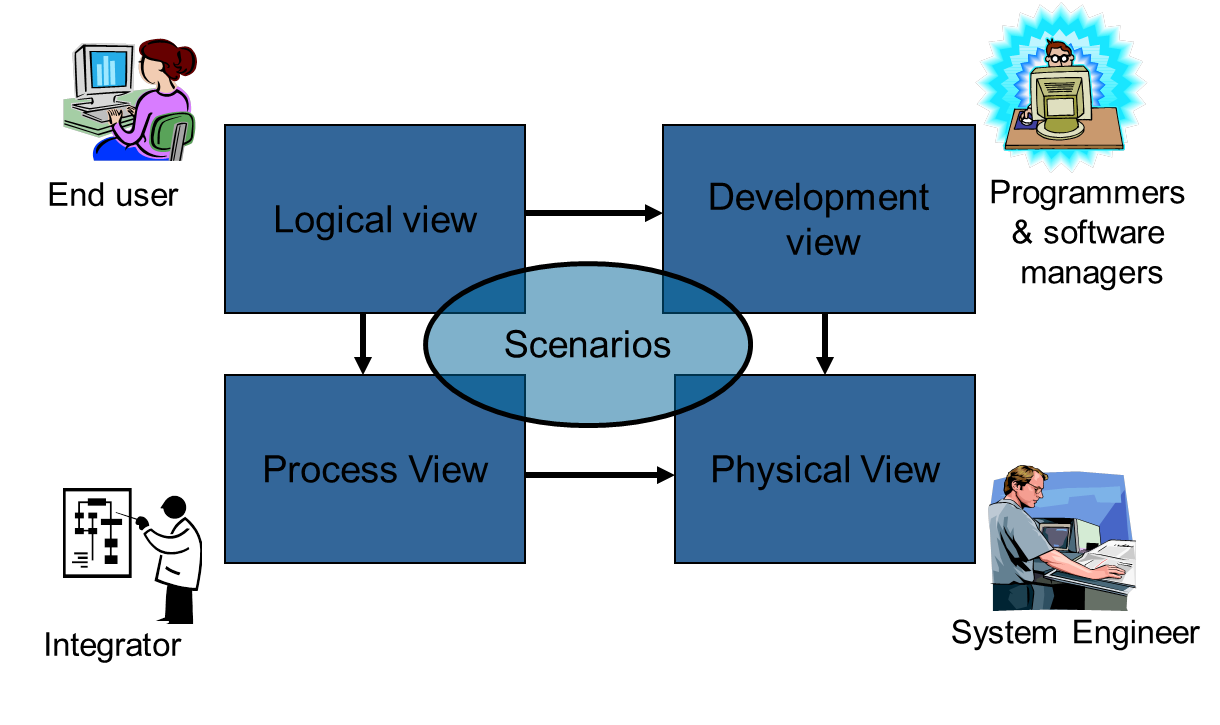 End user
Logical view
Development
view
Programmers
& software
managers
Scenarios
Process View
Physical View
Integrator
System Engineer